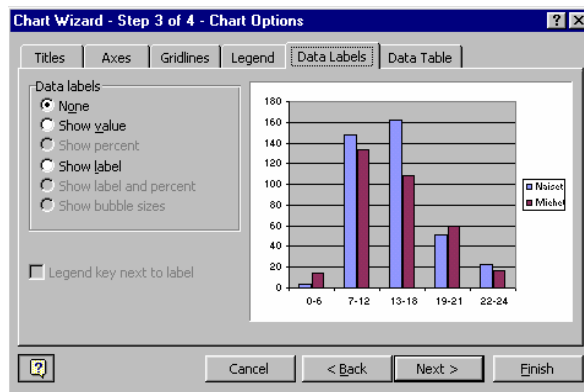 Chart Wizard - Step 3 of 4 - Chart Options
Titles Axes Gridlines Legend Data Labels Data Table
Data labels
None
Show value
Show percent
Show label
Show label and percent
Show bubble sizes
Legend key next to label
180
160
140
120
100
80
60
40
20
0
0-6 7-12 13-18 19-21 22-24
Naiset
Miehet
Cancel < Back Next > Finish